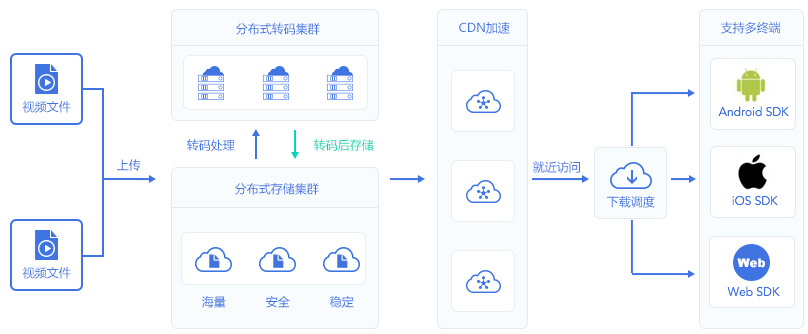 视频文件
视频文件
上传
分布式转码集群
转码处理
转码后存储
分布式存储集群
海量
安全
稳定
CDN加速
就近访问
下载调度
支持多终端
Android SDK
iOS SDK
Web
Web SDK